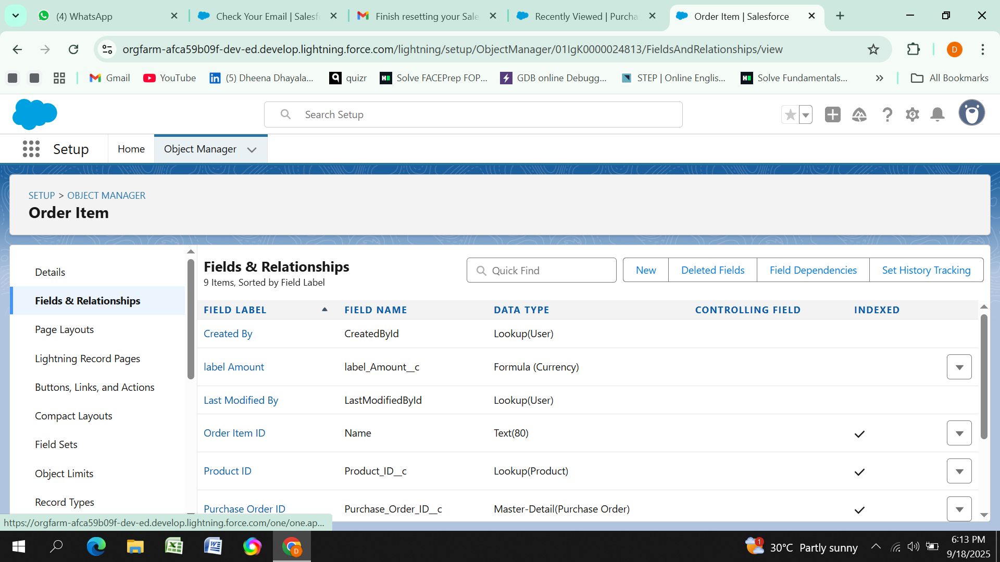 (4) WhatsApp
Check Your Email | Salesf
Finish resetting your Sale
Recently Viewed | Purcha
Order Item | Salesforce
orgfarm-afca59b09f-dev-ed.develop.lightning.force.com/lightning/setup/ObjectManager/01IgK0000024813/FieldsAndRelationships/view
D
Gmail
YouTube
(5) Dheena Dhayala...
quizr
Solve FACEPrep FOP...
GDB online Debugg...
STEP | Online Englis...
Solve Fundamentals...
All Bookmarks
Search Setup
Setup
Home
Object Manager
SETUP > OBJECT MANAGER
Order Item
Details
Fields & Relationships
Page Layouts
Lightning Record Pages
Buttons, Links, and Actions
Compact Layouts
Field Sets
Object Limits
Record Types
Fields & Relationships
9 Items, Sorted by Field Label
Quick Find
New
Deleted Fields
Field Dependencies
Set History Tracking
FIELD LABEL FIELD NAME DATA TYPE CONTROLLING FIELD INDEXED
Created By CreatedById Lookup(User)
label Amount label_Amount__c Formula (Currency)
Last Modified By LastModifiedById Lookup(User)
Order Item ID Name Text(80)
Product ID Product_ID__c Lookup(Product)
Purchase Order ID Purchase_Order_ID__c Master-Detail(Purchase Order)
https://orgfarm-afca59b09f-dev-ed.develop.lightning.force.com/one/one.ap...
D
1
30°C Partly sunny
6:13 PM
9/18/2025